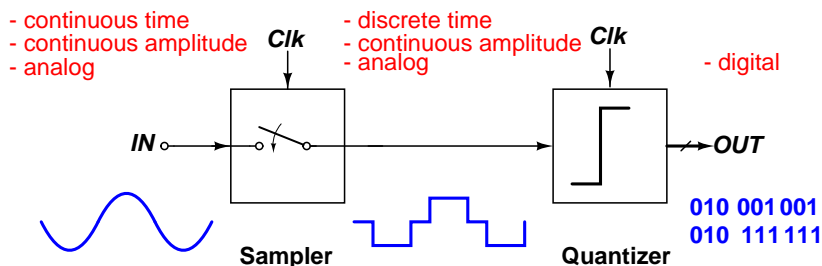 - continuous time
- continuous amplitude
- analog
Clk
- discrete time
- continuous amplitude
- analog
Clk
- digital
IN
OUT
010 001 001
010 111 111
Sampler
Quantizer